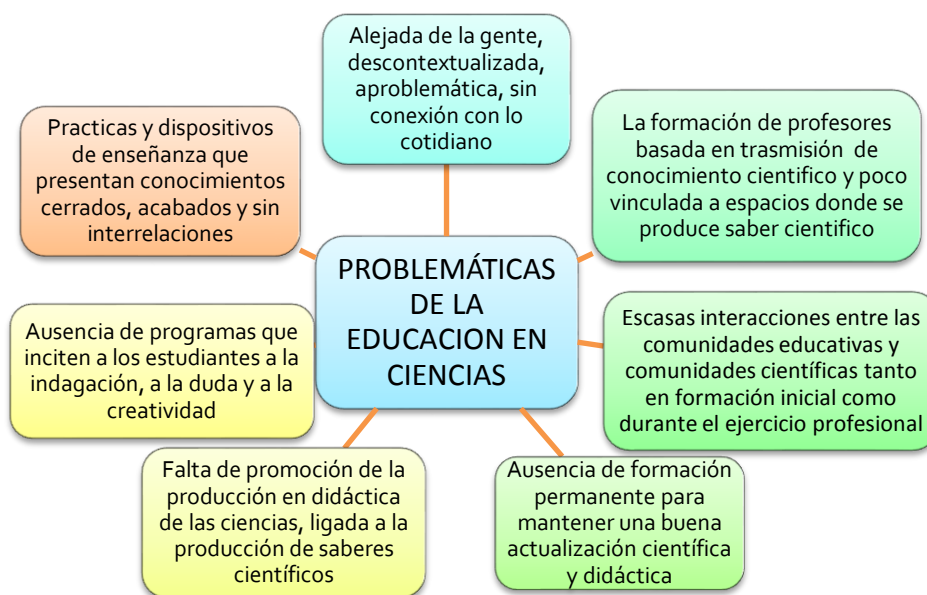 Alejada de la gente,
descontextualizada,
aproblemática, sin
conexión con lo
cotidiano
Practicas y dispositivos
de enseñanza que
presentan conocimientos
cerrados, acabados y sin
interrelaciones
La formación de profesores
basada en trasmisión de
conocimiento cientifico y poco
vinculada a espacios donde se
produce saber cientifico
PROBLEMÁTICAS
DE LA
EDUCACION EN
CIENCIAS
Ausencia de programas que
inciten a los estudiantes a la
indagación, a la duda y a la
creatividad
Escasas interacciones entre las
comunidades educativas y
comunidades científicas tanto
en formación inicial como
durante el ejercicio profesional
Falta de promoción de la
producción en didáctica
de las ciencias, ligada a la
producción de saberes
científicos
Ausencia de formación
permanente para
mantener una buena
actualización científica
y didáctica